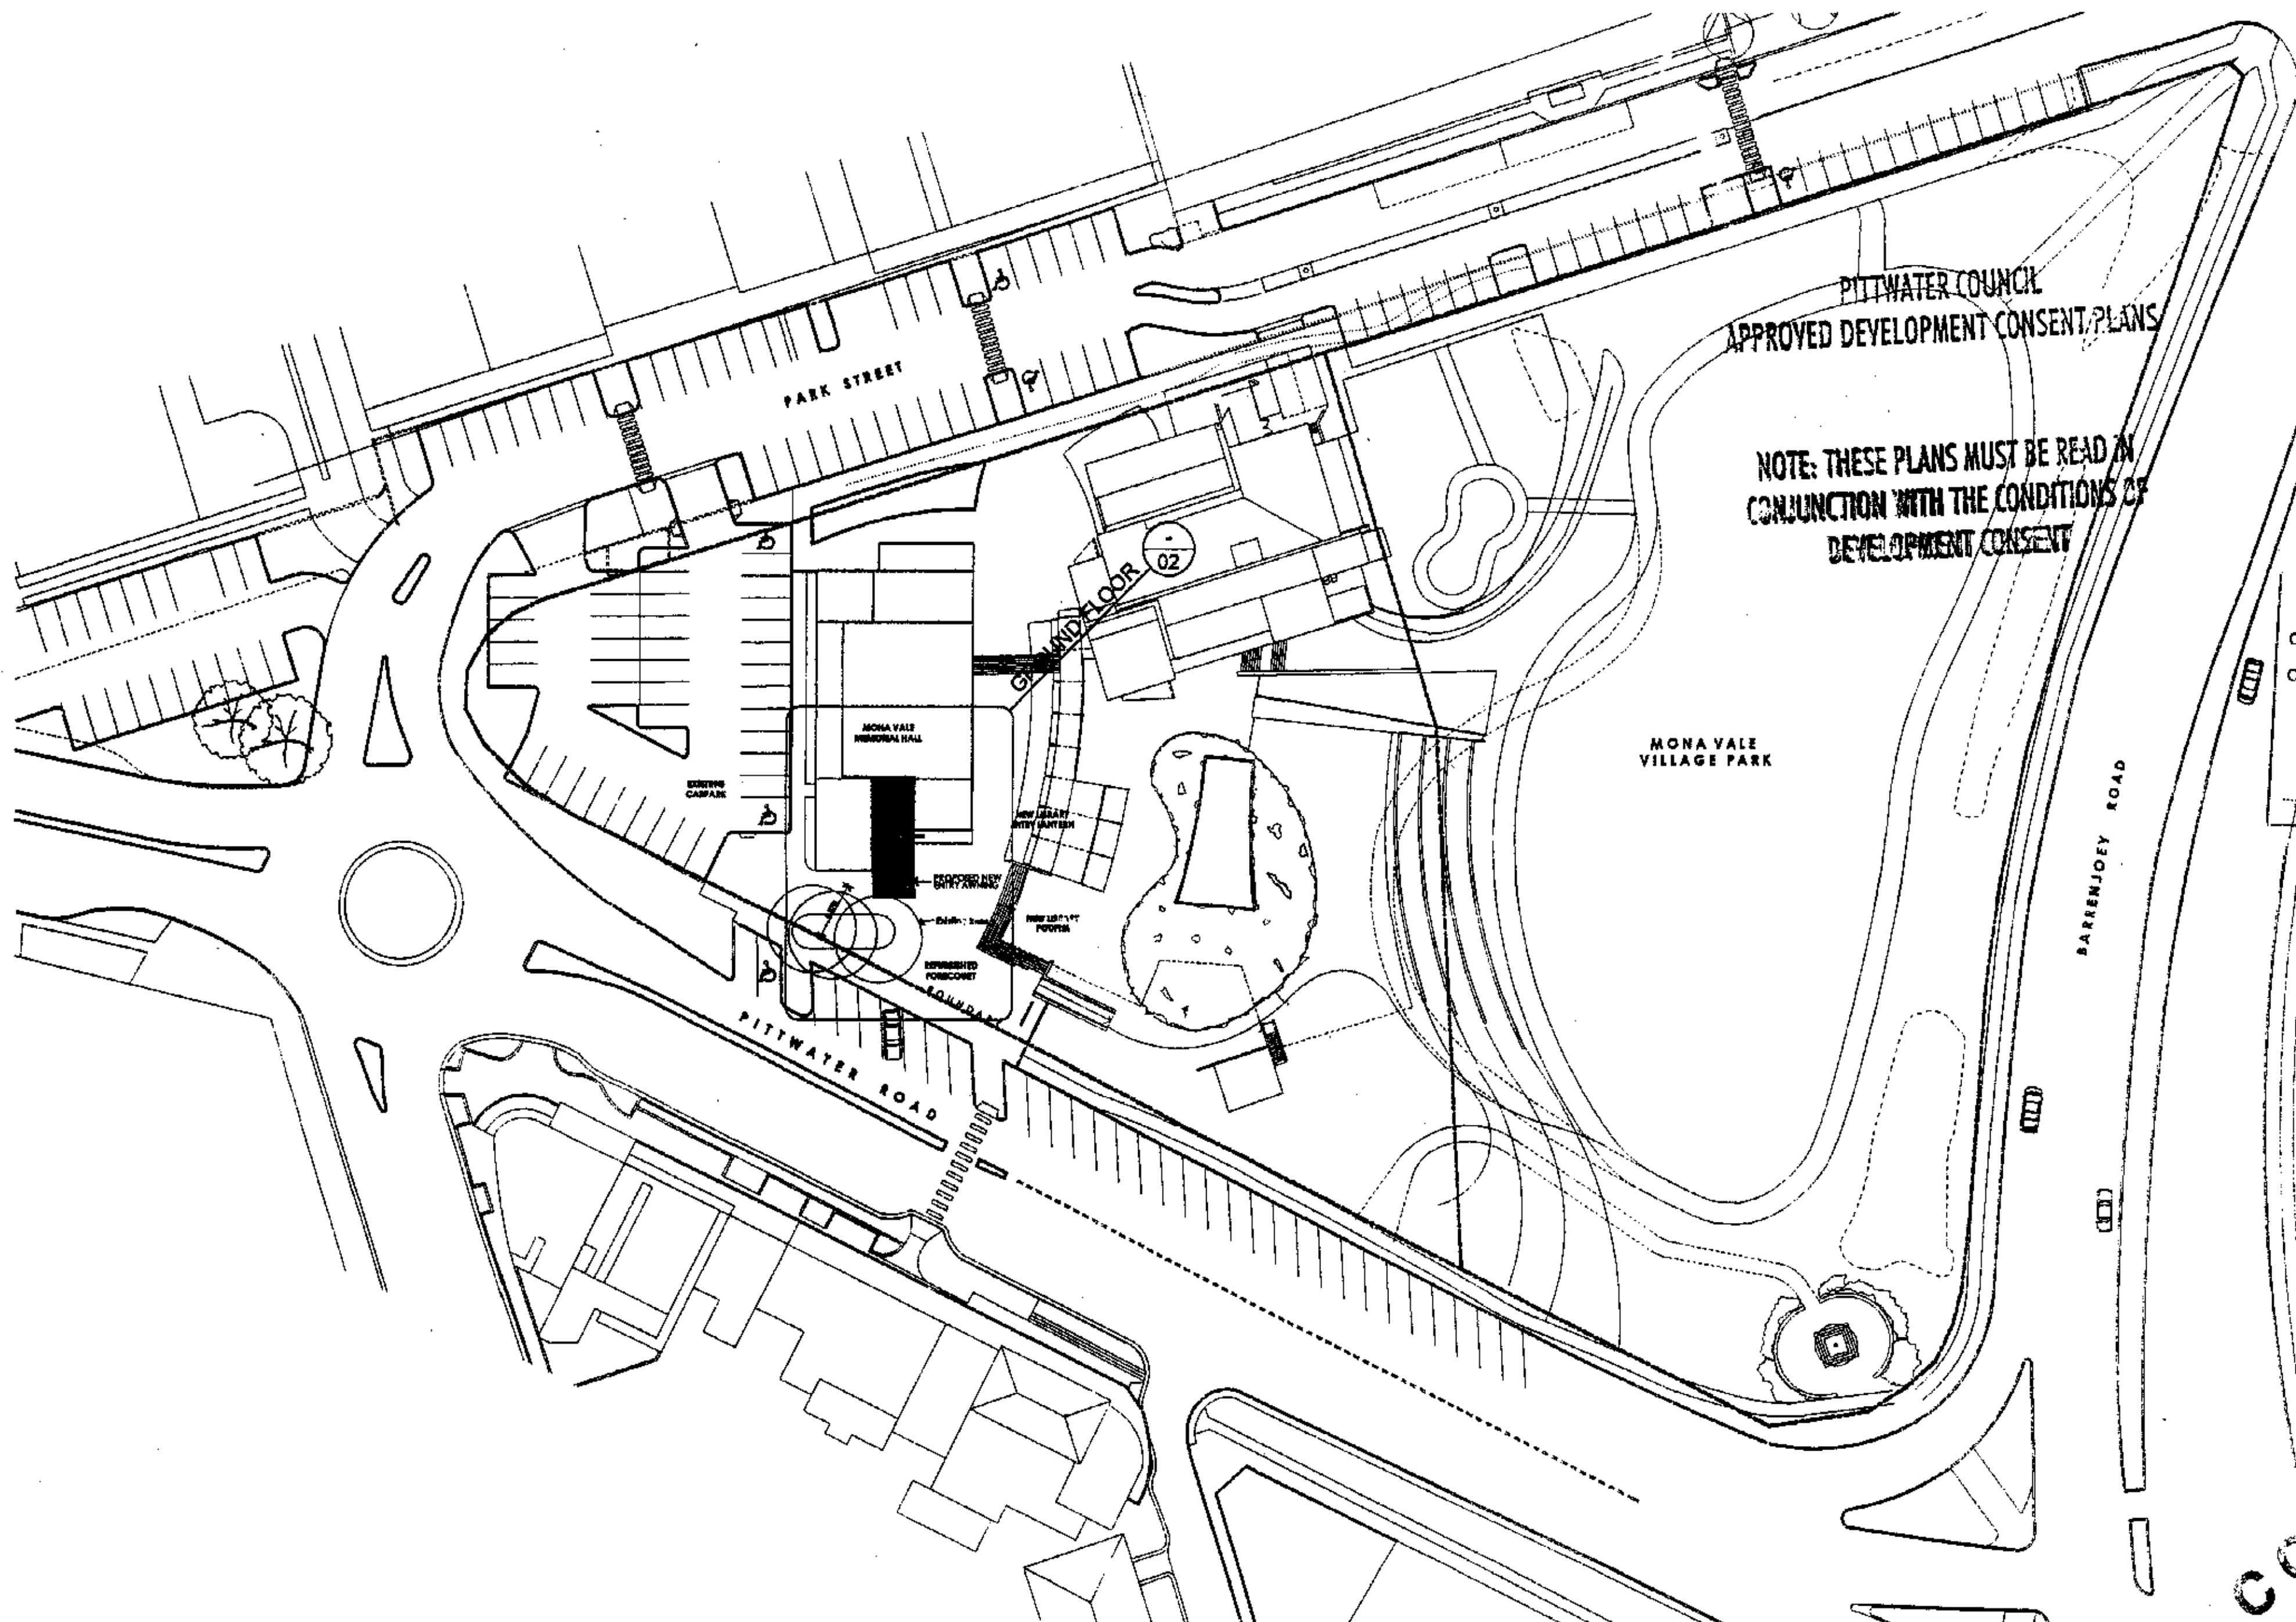 PITTWATER COUNCIL
APPROVED DEVELOPMENT CONSENT PLANS
NOTE: THESE PLANS MUST BE READ IN
CONJUNCTION WITH THE CONDITIONS OF
DEVELOPMENT CONSENT
PARK STREET
02
GROUND FLOOR
MONA VALE
MEMORIAL HALL
EXISTING
CARPARK
NEW LIBRARY
ENTRY LANTERN
MONA VALE
VILLAGE PARK
BARRENJOEY ROAD
PROPOSED NEW
ENTRY AWNING
Existing trees
NEW LIBRARY
REFURBISHED
FORECOURT
BOUNDARY
PITTWATER ROAD